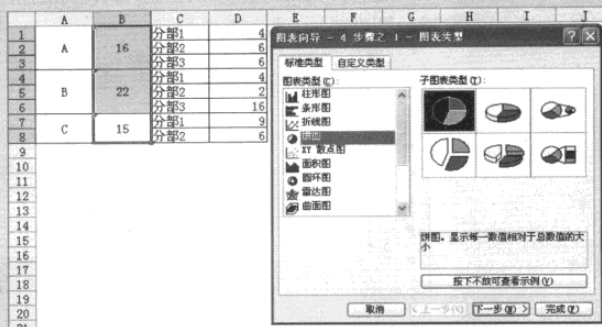 A B C D E F G H I J
1 分部1 4
2 A 16 分部2 6
3 分部3 6
4 分部1 4
5 B 22 分部2 2
6 分部3 16
7 C 15 分部1 9
8 分部2 6
9
10
11
12
13
14
15
16
17
18
19
20
21
图表向导 - 4 步骤之 1 - 图表类型
标准类型 自定义类型
图表类型(C): 子图表类型(T):
柱形图
条形图
折线图
饼图
XY 散点图
面积图
圆环图
雷达图
曲面图
饼图。显示每一数值相对于总数值的大
小
按下不放可查看示例(V)
取消 < 上一步(B) 下一步(N) > 完成(F)